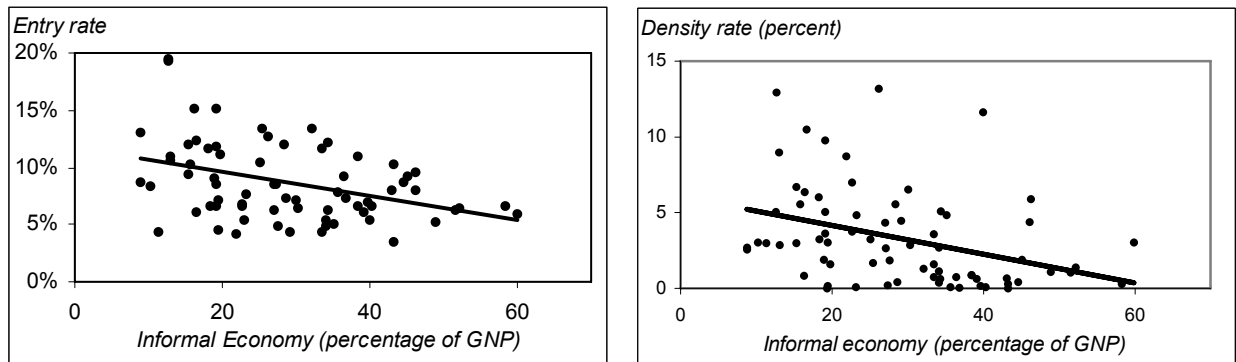 Entry rate
20%
15%
10%
5%
0%
0 20 40 60
Informal Economy (percentage of GNP)
Density rate (percent)
15
10
5
0
0 20 40 60
Informal economy (percentage of GNP)